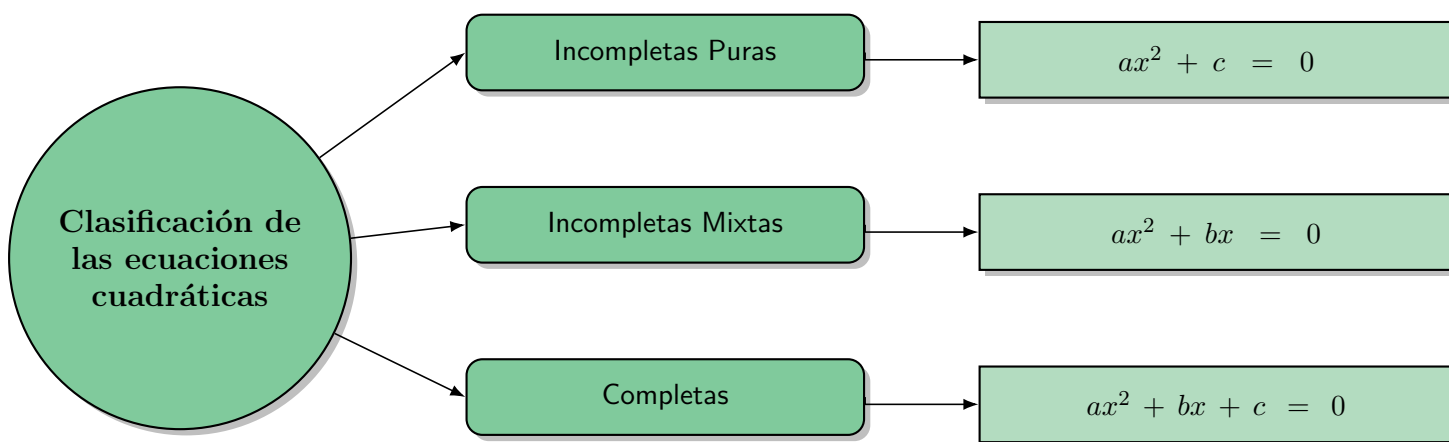 Clasificación de
las ecuaciones
cuadráticas
Incompletas Puras
ax² + c = 0
Incompletas Mixtas
ax² + bx = 0
Completas
ax² + bx + c = 0